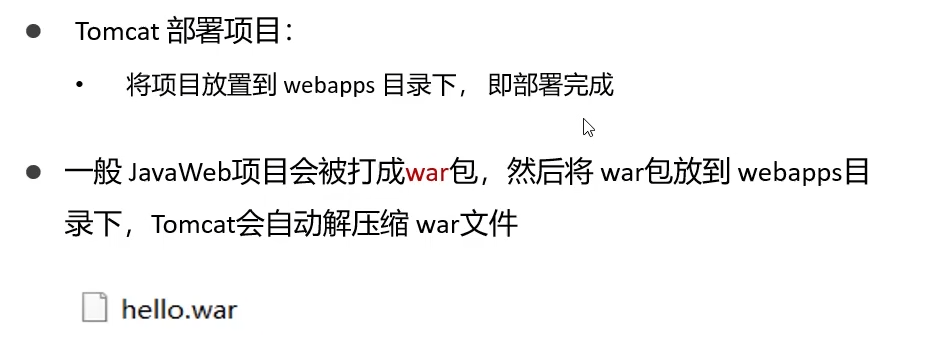 Tomcat 部署项目：
将项目放置到 webapps 目录下， 即部署完成
一般 JavaWeb项目会被打成war包，然后将 war包放到 webapps目
录下，Tomcat会自动解压缩 war文件
hello.war